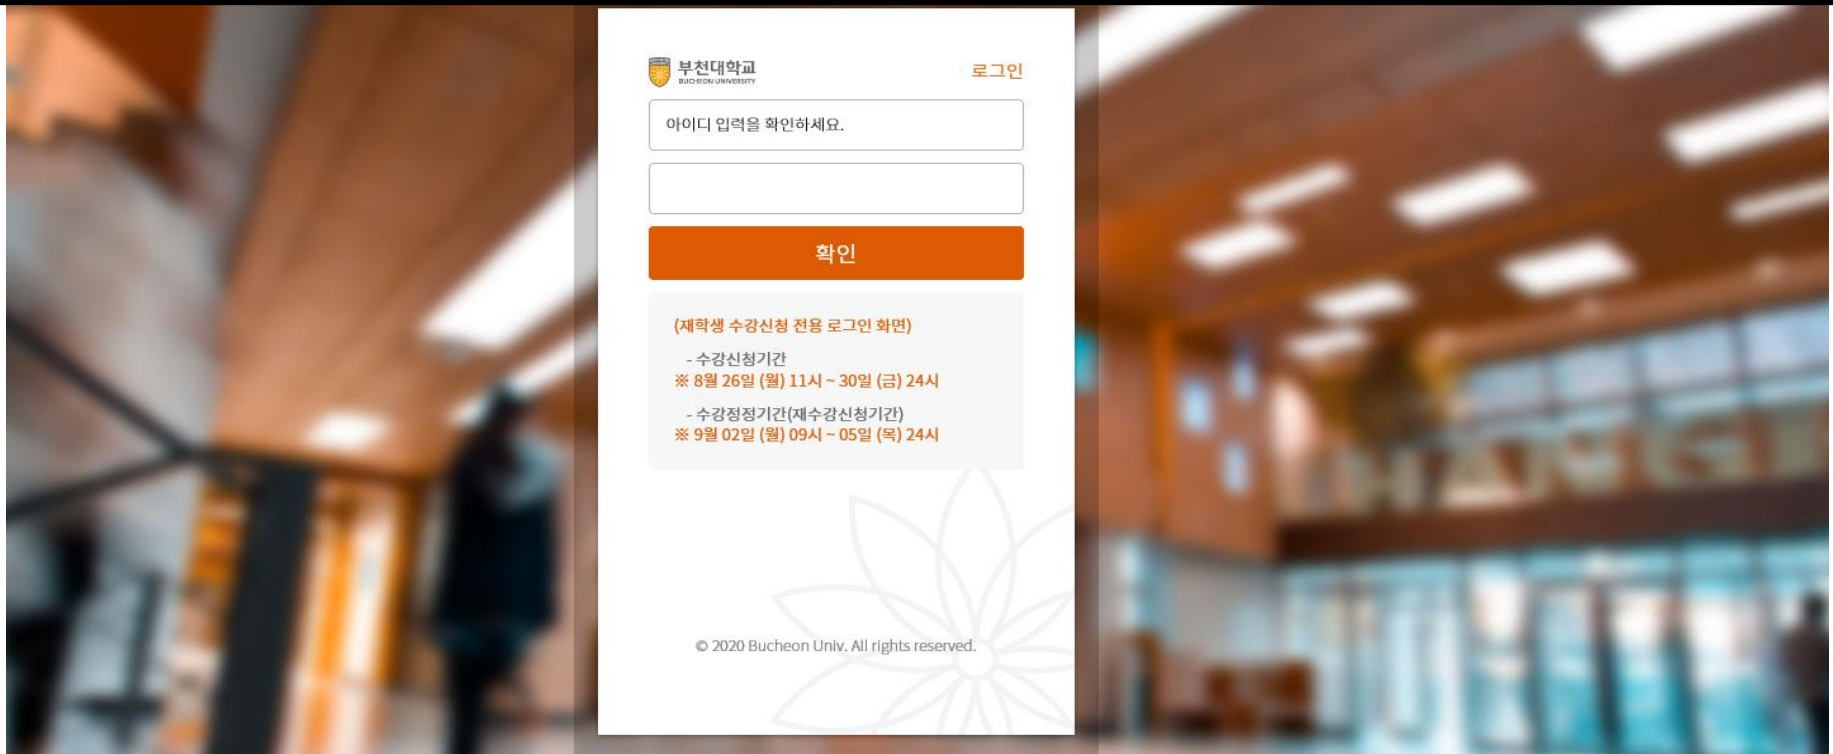 부천대학교
BUCHEON UNIVERSITY
로그인
아이디 입력을 확인하세요.
확인
(재학생 수강신청 전용 로그인 화면)
- 수강신청기간
※ 8월 26일 (월) 11시 ~ 30일 (금) 24시
- 수강정정기간(재수강신청기간)
※ 9월 02일 (월) 09시 ~ 05일 (목) 24시
© 2020 Bucheon Univ. All rights reserved.